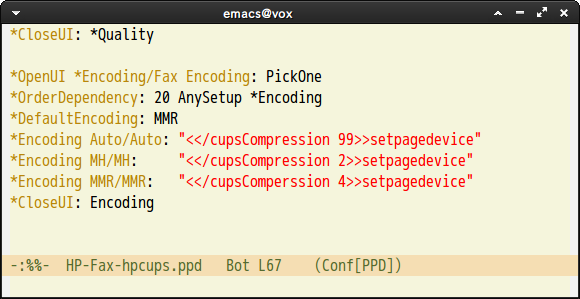 emacs@vox
*CloseUI: *Quality
*OpenUI *Encoding/Fax Encoding: PickOne
*OrderDependency: 20 AnySetup *Encoding
*DefaultEncoding: MMR
*Encoding Auto/Auto: "<</cupsCompression 99>>setpagedevice"
*Encoding MH/MH:     "<</cupsCompression 2>>setpagedevice"
*Encoding MMR/MMR:   "<</cupsComperssion 4>>setpagedevice"
*CloseUI: Encoding
-:%%-  HP-Fax-hpcups.ppd   Bot L67    (Conf[PPD])